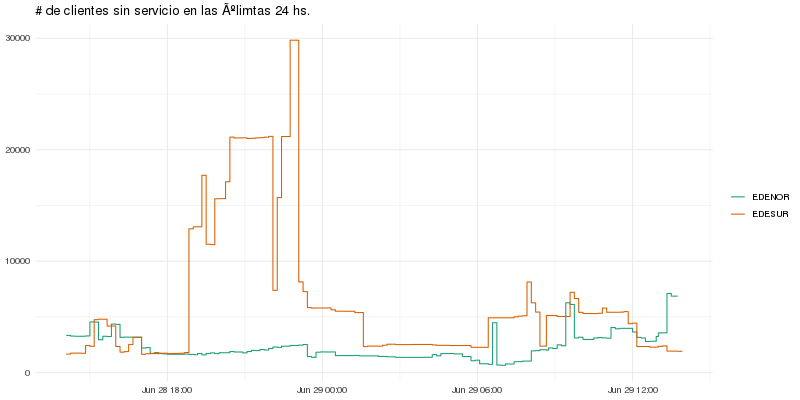 # de clientes sin servicio en las Ãºlimtas 24 hs.
30000
20000
10000
0
Jun 28 18:00
Jun 29 00:00
Jun 29 06:00
Jun 29 12:00
EDENOR
EDESUR